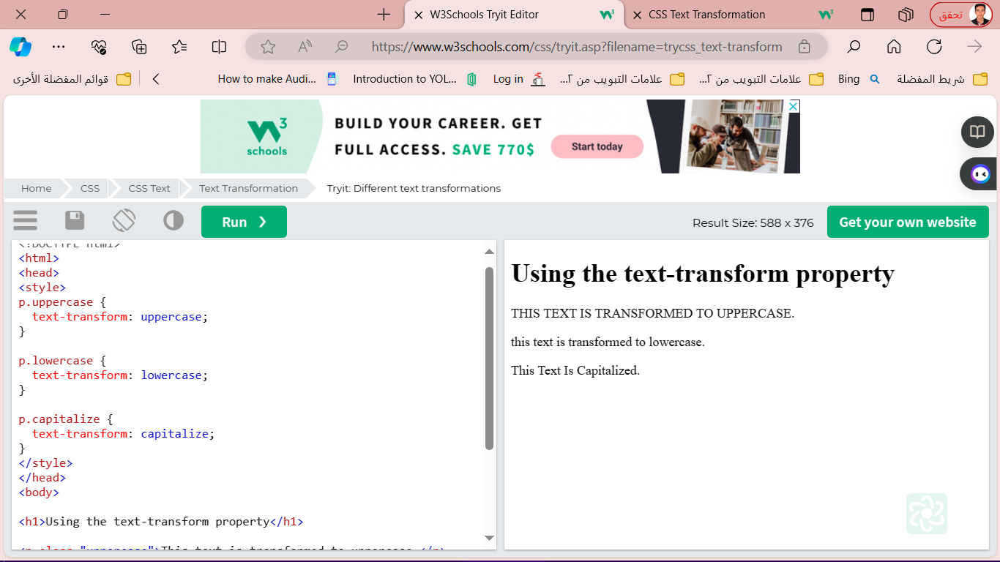 W3Schools Tryit Editor
CSS Text Transformation
تحقق
https://www.w3schools.com/css/tryit.asp?filename=trycss_text-transform
قوائم المفضلة الأخرى
How to make Audi...
Introduction to YOL...
Log in
علامات التبويب من ٢...
علامات التبويب من ٢...
Bing
شريط المفضلة
W3
schools
BUILD YOUR CAREER. GET
FULL ACCESS. SAVE 770$
Start today
Home
CSS
CSS Text
Text Transformation
Tryit: Different text transformations
Run ❯
Result Size: 588 x 376
Get your own website
<!DOCTYPE html>
<html>
<head>
<style>
p.uppercase {
  text-transform: uppercase;
}
p.lowercase {
  text-transform: lowercase;
}
p.capitalize {
  text-transform: capitalize;
}
</style>
</head>
<body>
<h1>Using the text-transform property</h1>
<p class="uppercase">This text is transformed to uppercase.</p>
Using the text-transform property
THIS TEXT IS TRANSFORMED TO UPPERCASE.
this text is transformed to lowercase.
This Text Is Capitalized.